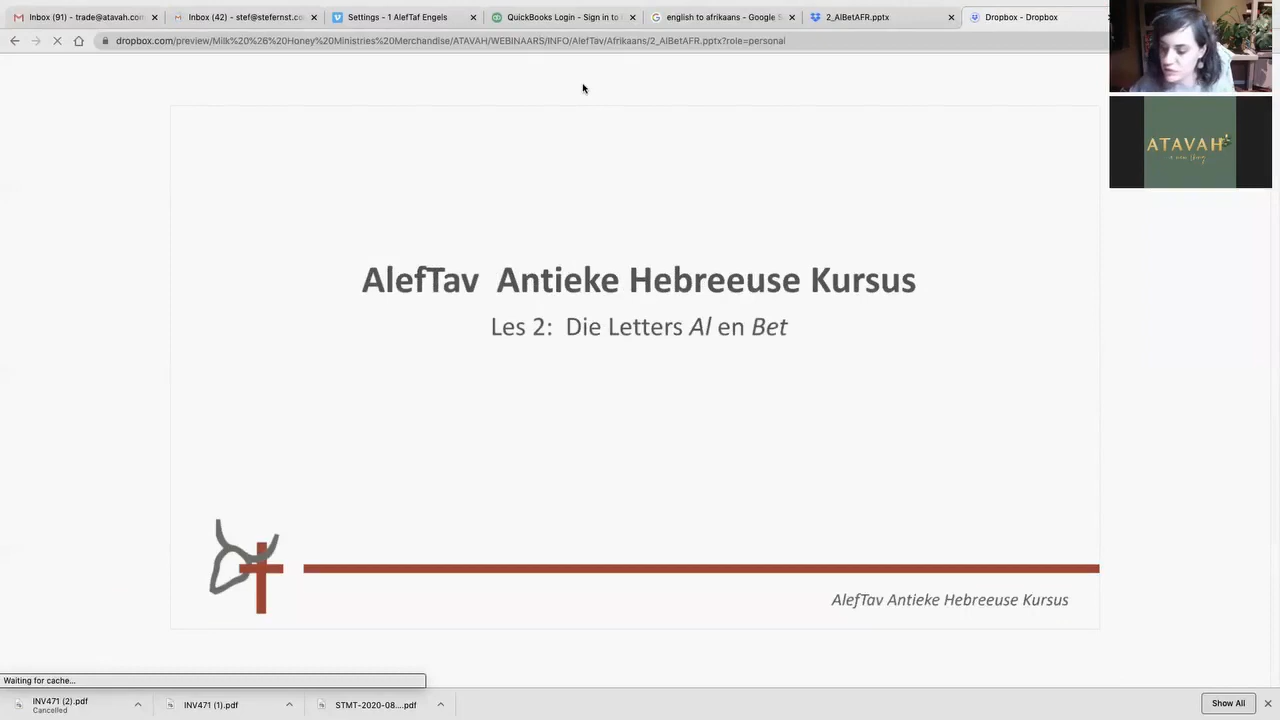 Inbox (91) - trade@atavah.com
Inbox (42) - stef@stefernst.co
Settings - 1 AlefTaf Engels
QuickBooks Login - Sign in to
english to afrikaans - Google S
2_AlBetAFR.pptx
Dropbox - Dropbox
dropbox.com/preview/Milk%20%26%20Honey%20Ministries%20Merchandise/ATAVAH/WEBINAARS/INFO/AlefTav/Afrikaans/2_AlBetAFR.pptx?role=personal
ATAVAH
a new thing
AlefTav Antieke Hebreeuse Kursus
Les 2: Die Letters Al en Bet
AlefTav Antieke Hebreeuse Kursus
Waiting for cache...
INV471 (2).pdf
Cancelled
INV471 (1).pdf
STMT-2020-08....pdf
Show All